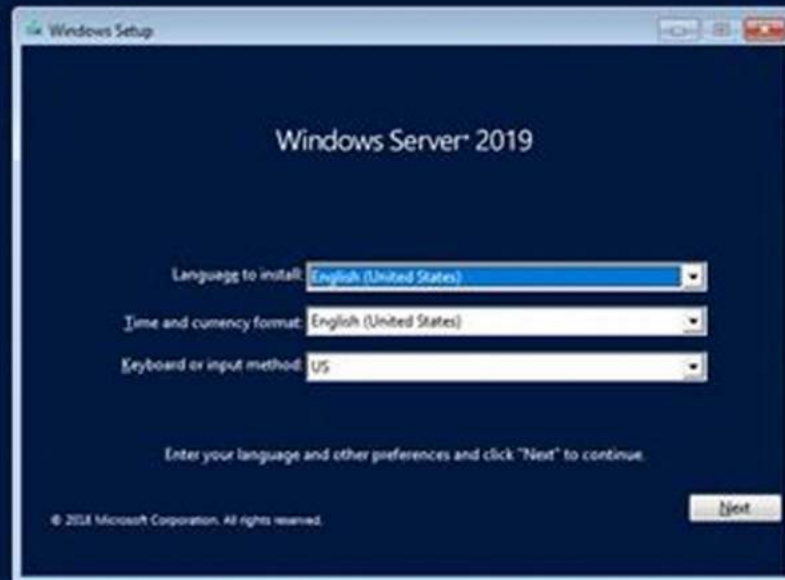 Windows Setup
Windows Server® 2019
Language to install: English (United States)
Time and currency format: English (United States)
Keyboard or input method: US
Enter your language and other preferences and click "Next" to continue.
© 2018 Microsoft Corporation. All rights reserved.
Next